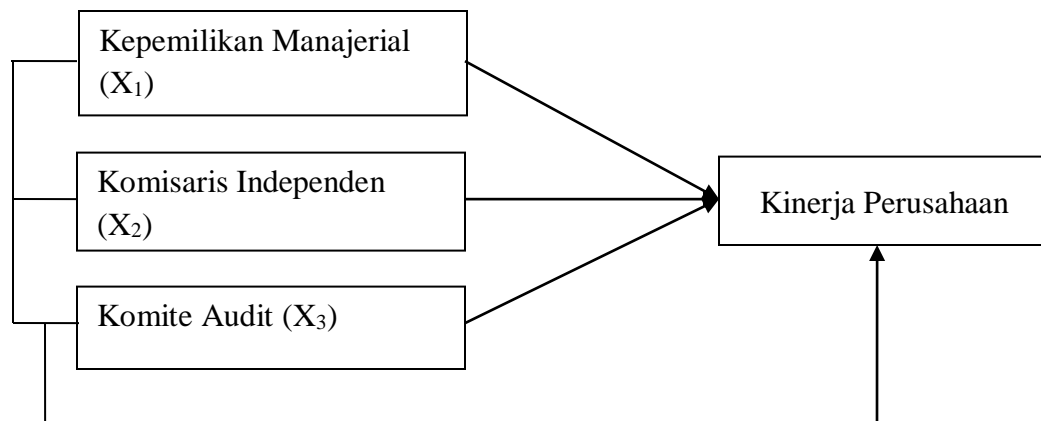 Kepemilikan Manajerial
(X₁)
Komisaris Independen
(X₂)
Kinerja Perusahaan
Komite Audit (X₃)